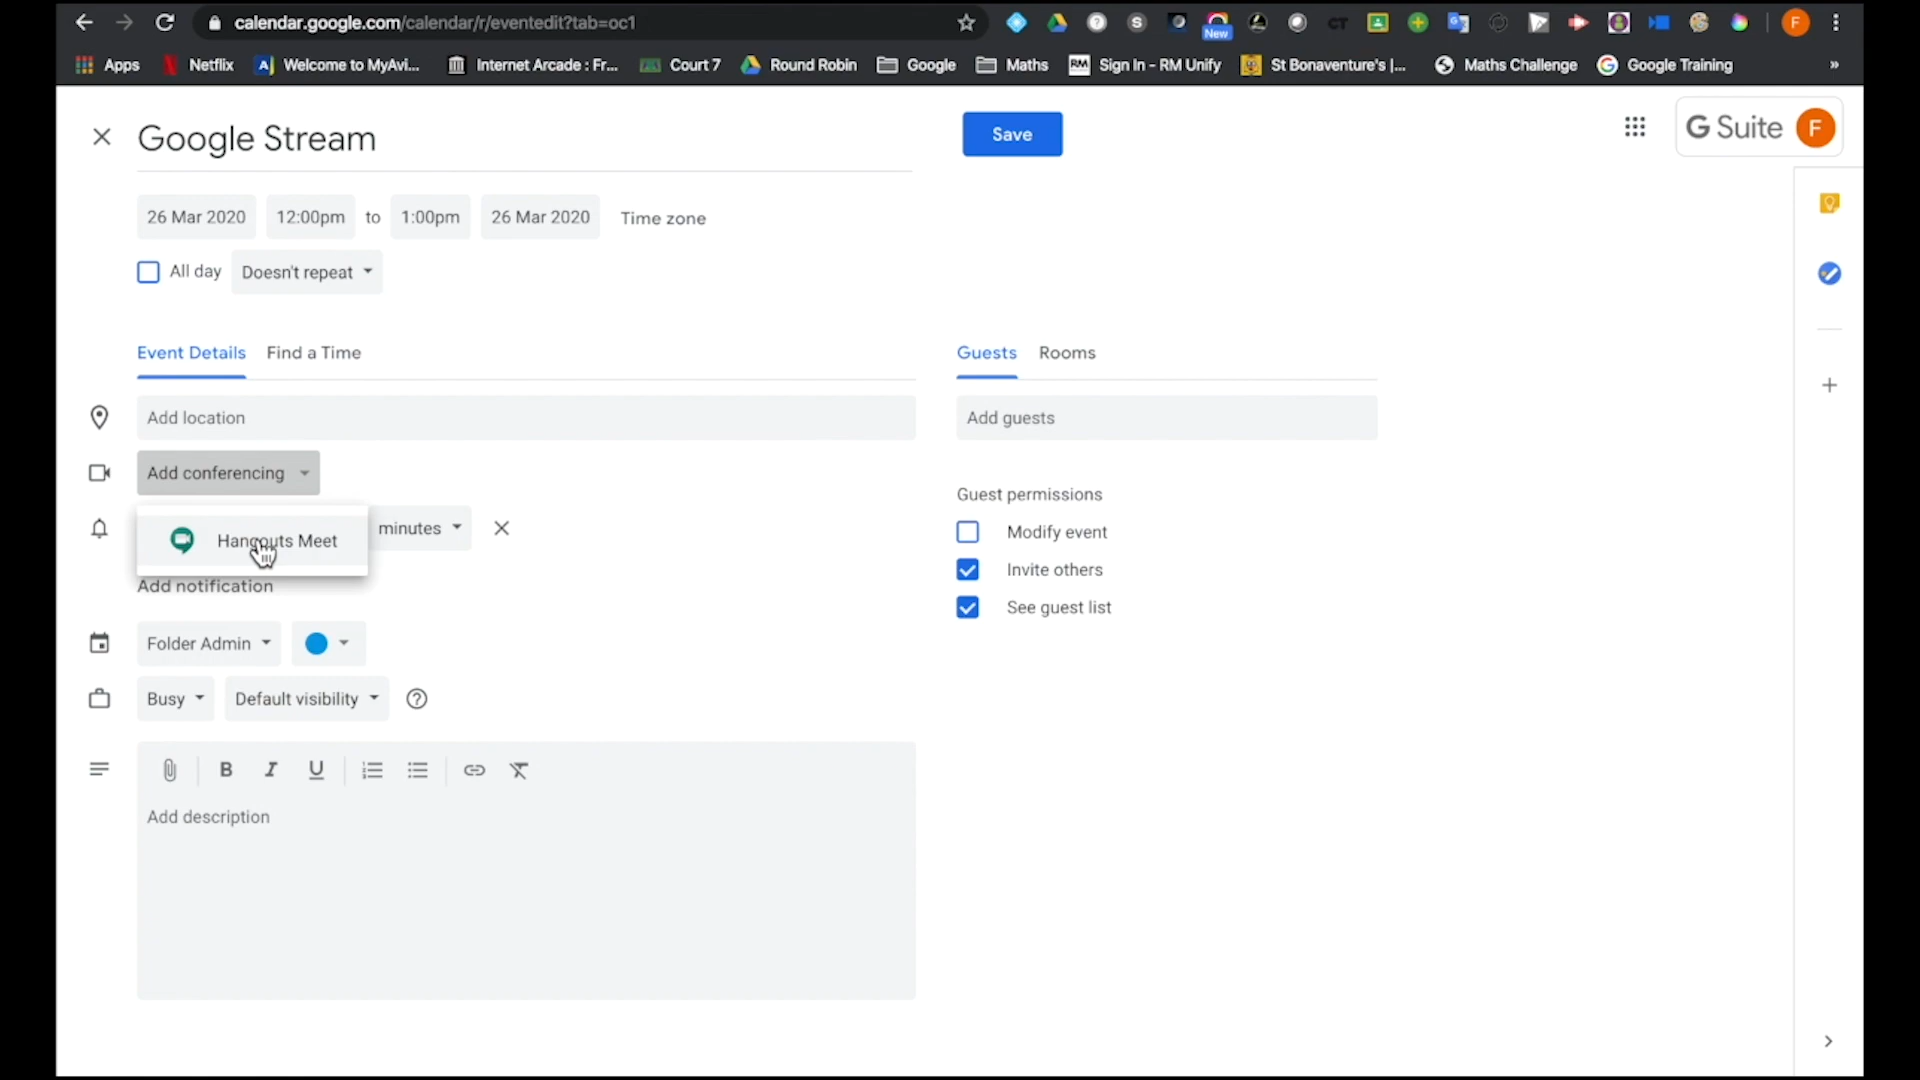 calendar.google.com/calendar/r/eventedit?tab=oc1
New
F
Apps
Netflix
Welcome to MyAvi...
Internet Arcade : Fr...
Court 7
Round Robin
Google
Maths
RM
Sign In - RM Unify
St Bonaventure's |...
Maths Challenge
Google Training
»
Google Stream
Save
G Suite
F
26 Mar 2020
12:00pm
to
1:00pm
26 Mar 2020
Time zone
All day
Doesn't repeat
Event Details
Find a Time
Guests
Rooms
Add location
Add guests
Add conferencing
Guest permissions
Hangouts Meet
minutes
Modify event
Invite others
Add notification
See guest list
Folder Admin
Busy
Default visibility
B I U
Add description